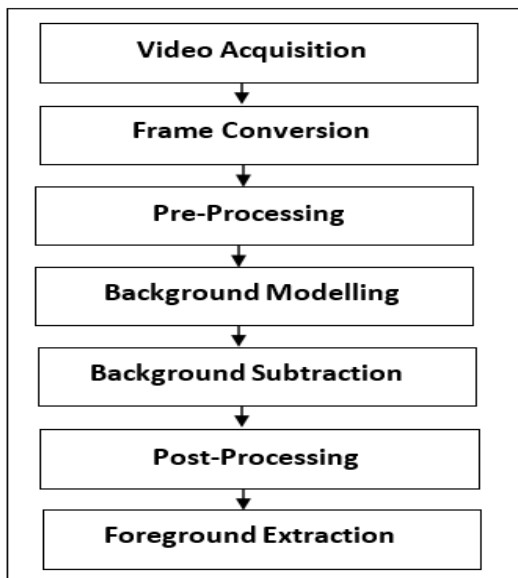 Video Acquisition
Frame Conversion
Pre-Processing
Background Modelling
Background Subtraction
Post-Processing
Foreground Extraction